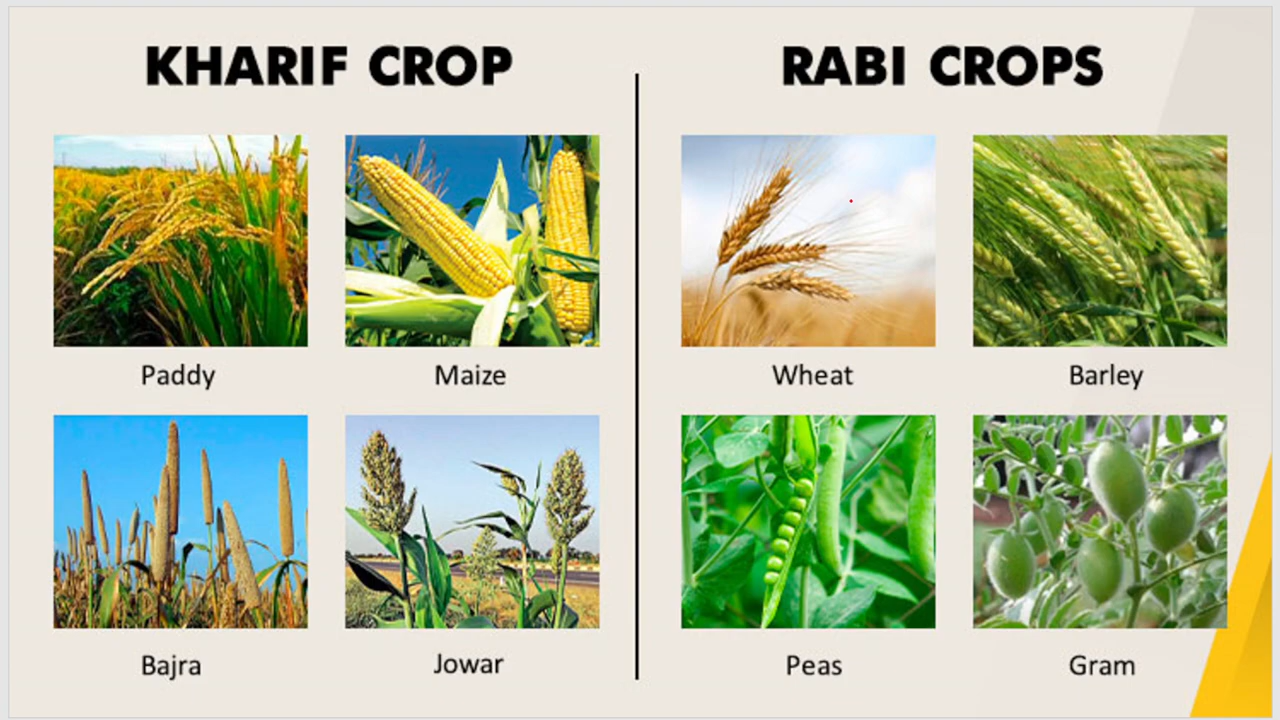 KHARIF CROP
Paddy
Maize
Bajra
Jowar
RABI CROPS
Wheat
Barley
Peas
Gram